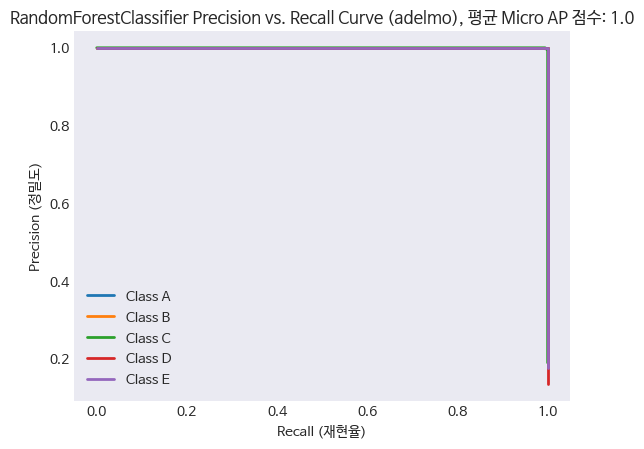 RandomForestClassifier Precision vs. Recall Curve (adelmo), 평균 Micro AP 점수: 1.0
1.0
0.8
0.6
0.4
0.2
Precision (정밀도)
Class A
Class B
Class C
Class D
Class E
0.0 0.2 0.4 0.6 0.8 1.0
Recall (재현율)